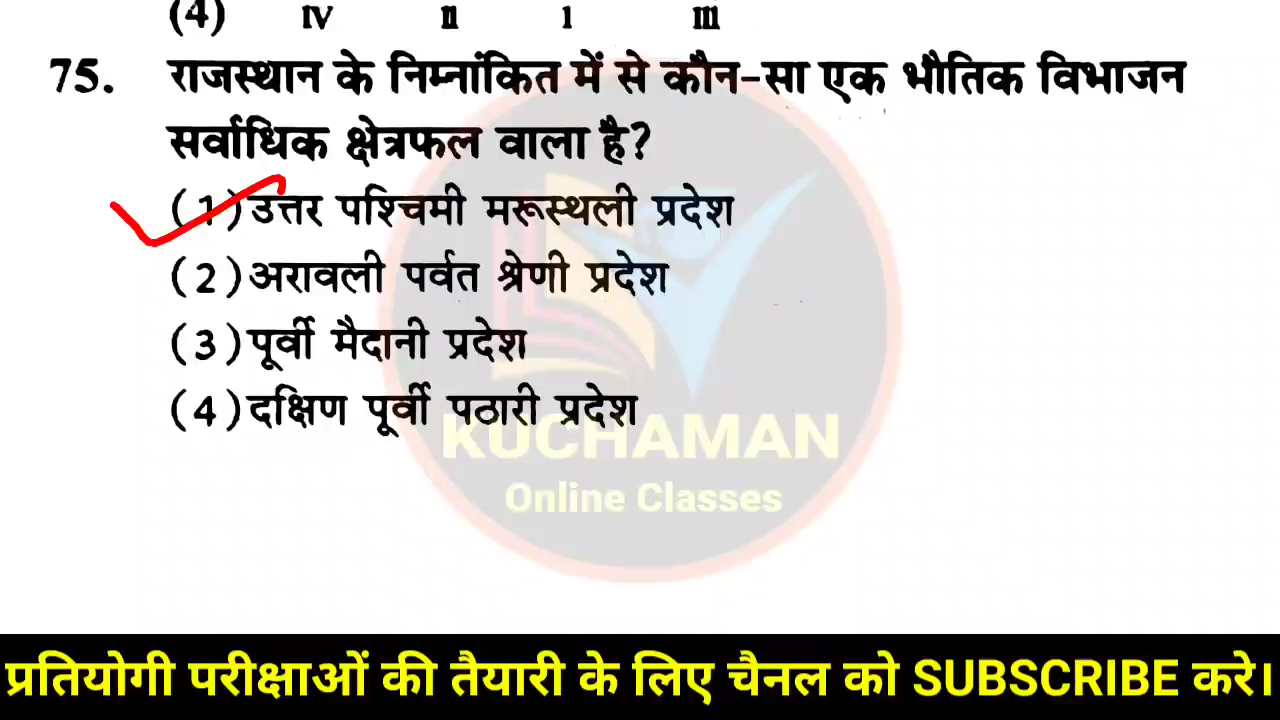 (4) IV II I III
75. राजस्थान के निम्नांकित में से कौन-सा एक भौतिक विभाजन
सर्वाधिक क्षेत्रफल वाला है?
(1) उत्तर पश्चिमी मरूस्थली प्रदेश
(2) अरावली पर्वत श्रेणी प्रदेश
(3) पूर्वी मैदानी प्रदेश
(4) दक्षिण पूर्वी पठारी प्रदेश
KUCHAMAN
Online Classes
प्रतियोगी परीक्षाओं की तैयारी के लिए चैनल को SUBSCRIBE करे।